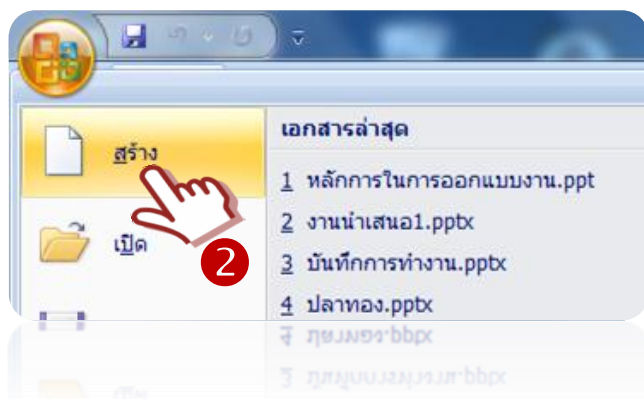 สร้าง
เปิด
2
เอกสารล่าสุด
1 หลักการในการออกแบบงาน.ppt
2 งานนำเสนอ1.pptx
3 บันทึกการทำงาน.pptx
4 ปลาทอง.pptx